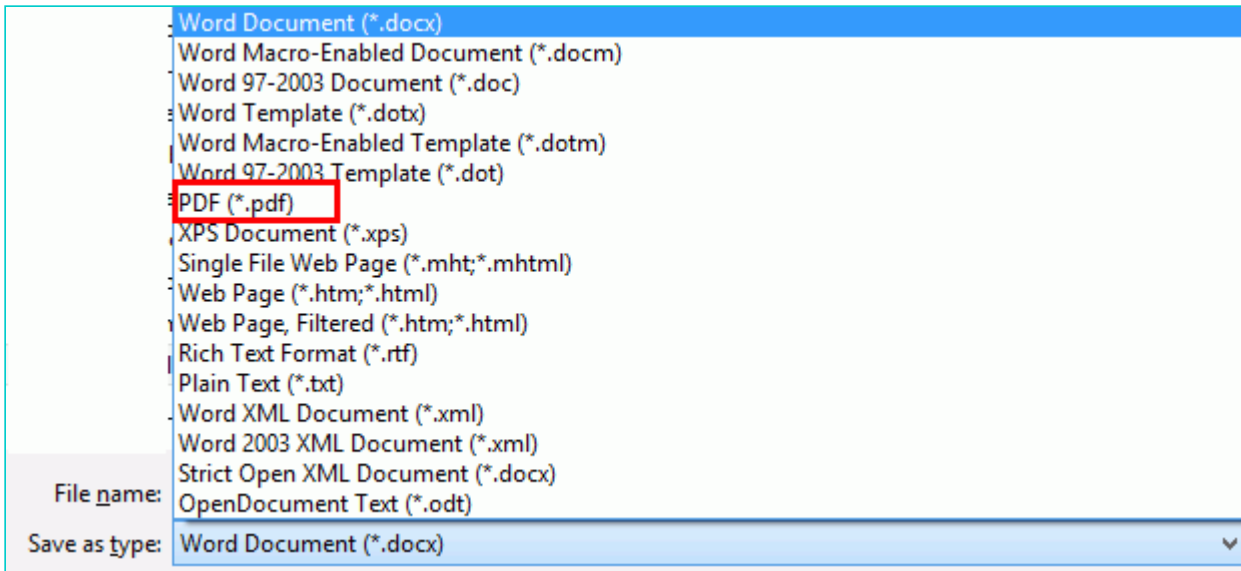 Word Document (*.docx)
Word Macro-Enabled Document (*.docm)
Word 97-2003 Document (*.doc)
Word Template (*.dotx)
Word Macro-Enabled Template (*.dotm)
Word 97-2003 Template (*.dot)
PDF (*.pdf)
XPS Document (*.xps)
Single File Web Page (*.mht;*.mhtml)
Web Page (*.htm;*.html)
Web Page, Filtered (*.htm;*.html)
Rich Text Format (*.rtf)
Plain Text (*.txt)
Word XML Document (*.xml)
Word 2003 XML Document (*.xml)
Strict Open XML Document (*.docx)
OpenDocument Text (*.odt)
File name:
Save as type: Word Document (*.docx)